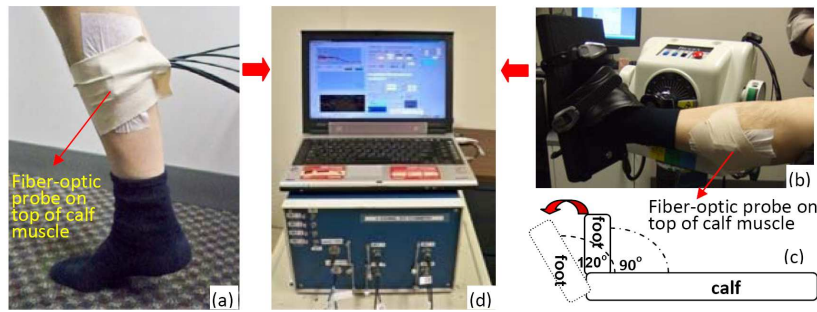 Fiber-optic
probe on
top of calf
muscle
(a)
(d)
(b)
Fiber-optic probe on
top of calf muscle
foot
foot
120°
90°
(c)
calf